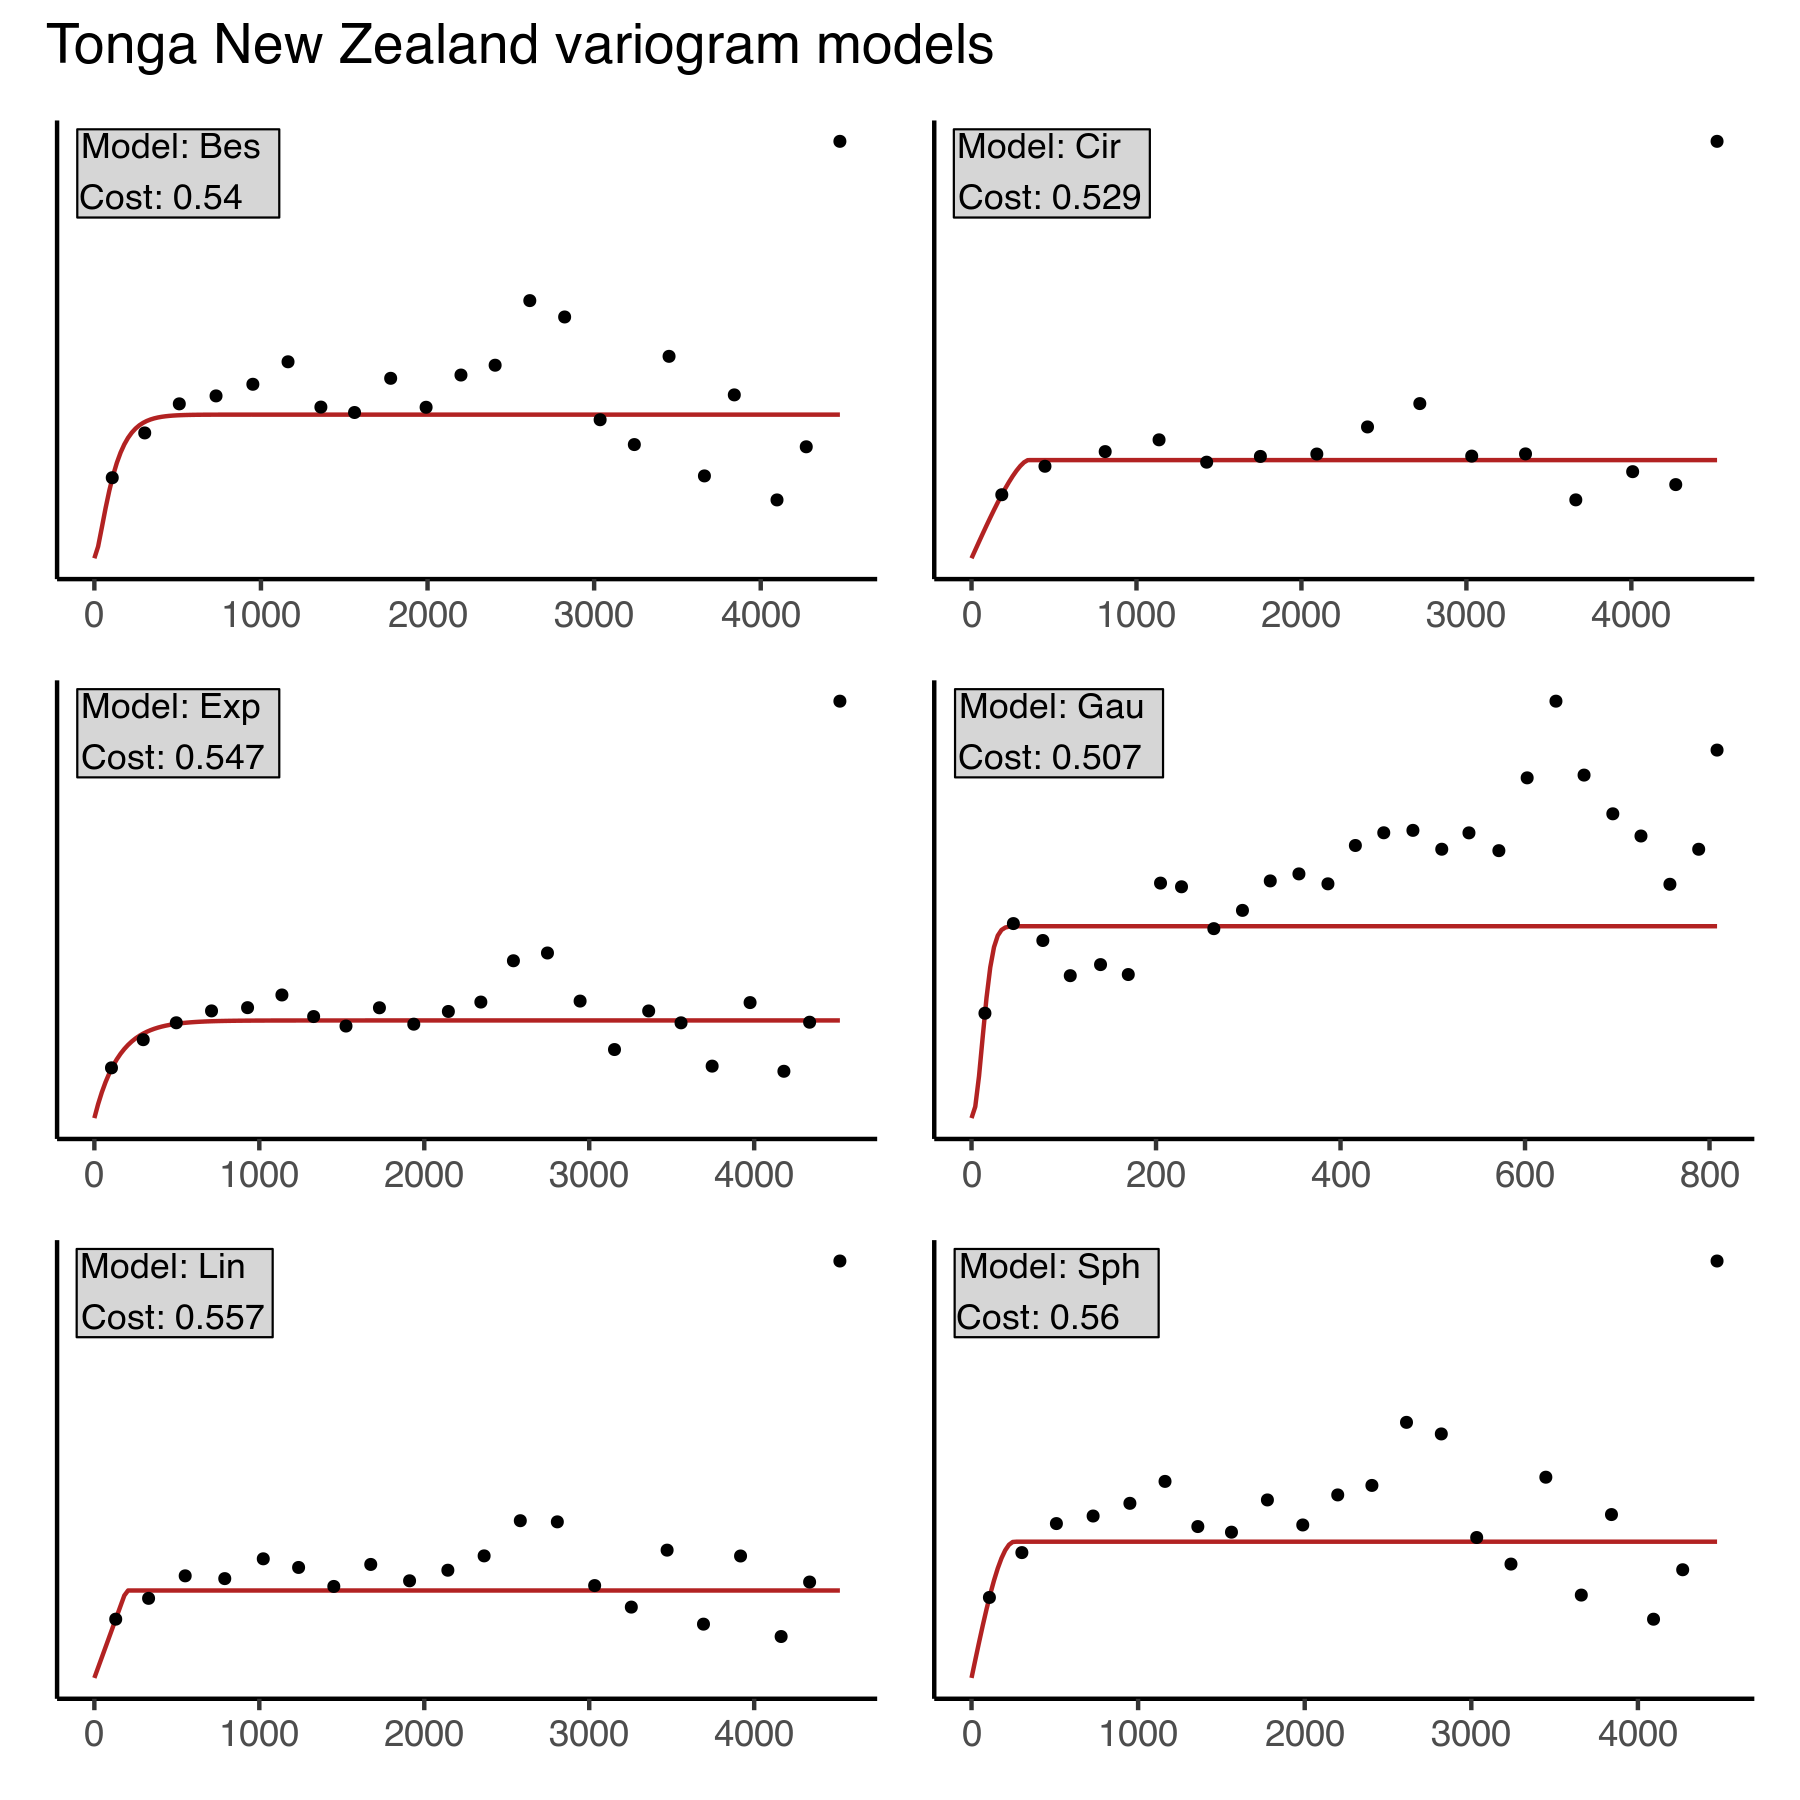 Tonga New Zealand variogram models
Model: Bes
Cost: 0.54
0 1000 2000 3000 4000
Model: Cir
Cost: 0.529
0 1000 2000 3000 4000
Model: Exp
Cost: 0.547
0 1000 2000 3000 4000
Model: Gau
Cost: 0.507
0 200 400 600 800
Model: Lin
Cost: 0.557
0 1000 2000 3000 4000
Model: Sph
Cost: 0.56
0 1000 2000 3000 4000